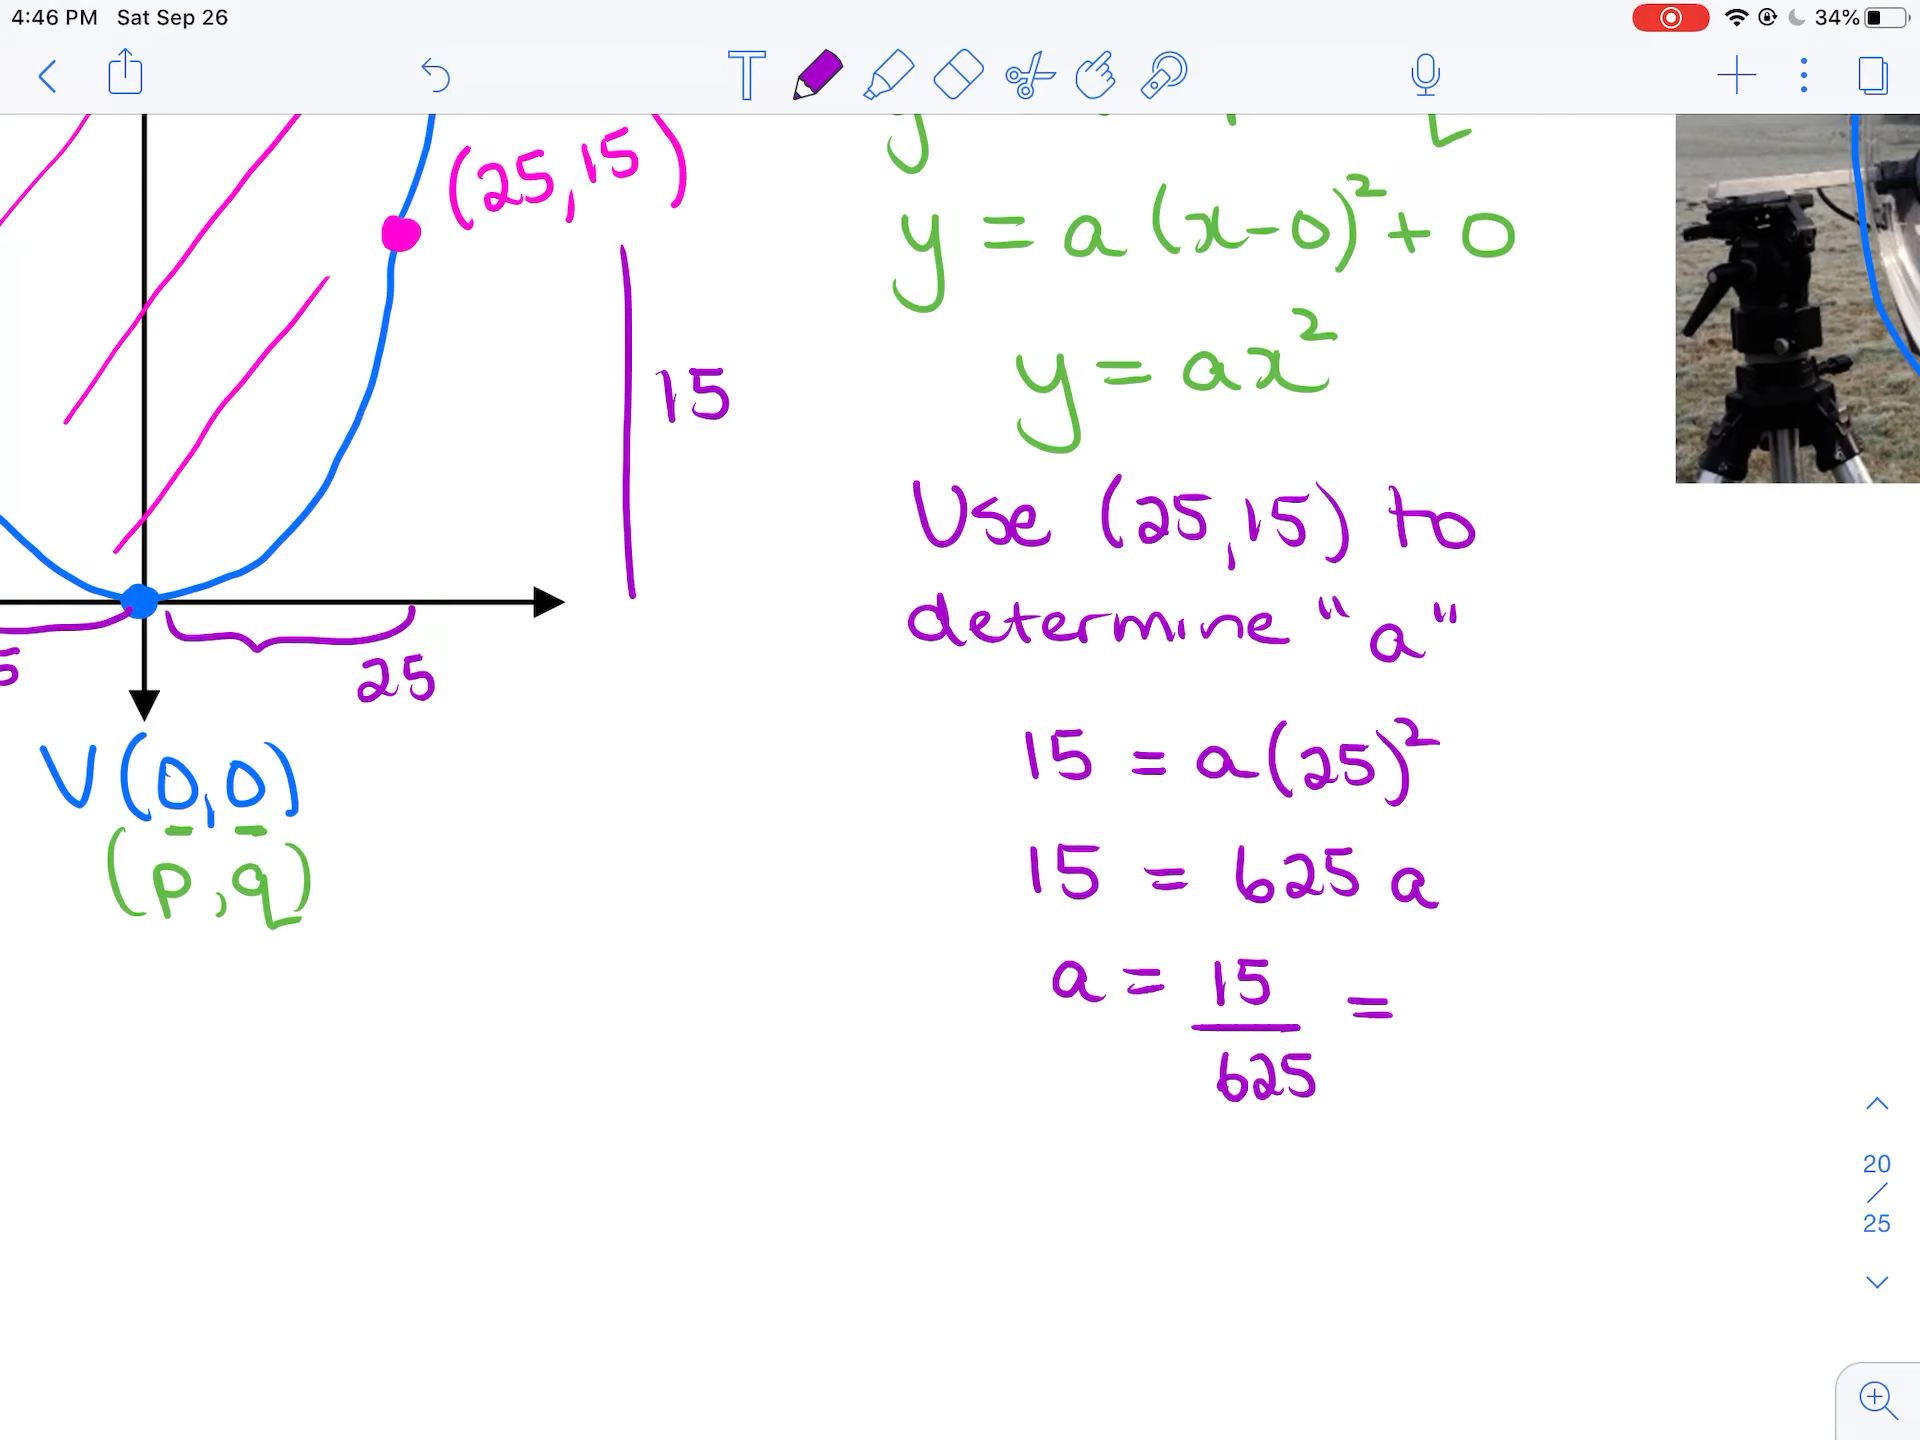 4:46 PM Sat Sep 26
34%
(25,15)
15
25
V(0,0)
(p,q)
y = a(x-0)²+0
y = ax²
Use (25,15) to
determine "a"
15 = a(25)²
15 = 625 a
a = 15/625 =
20
/
25